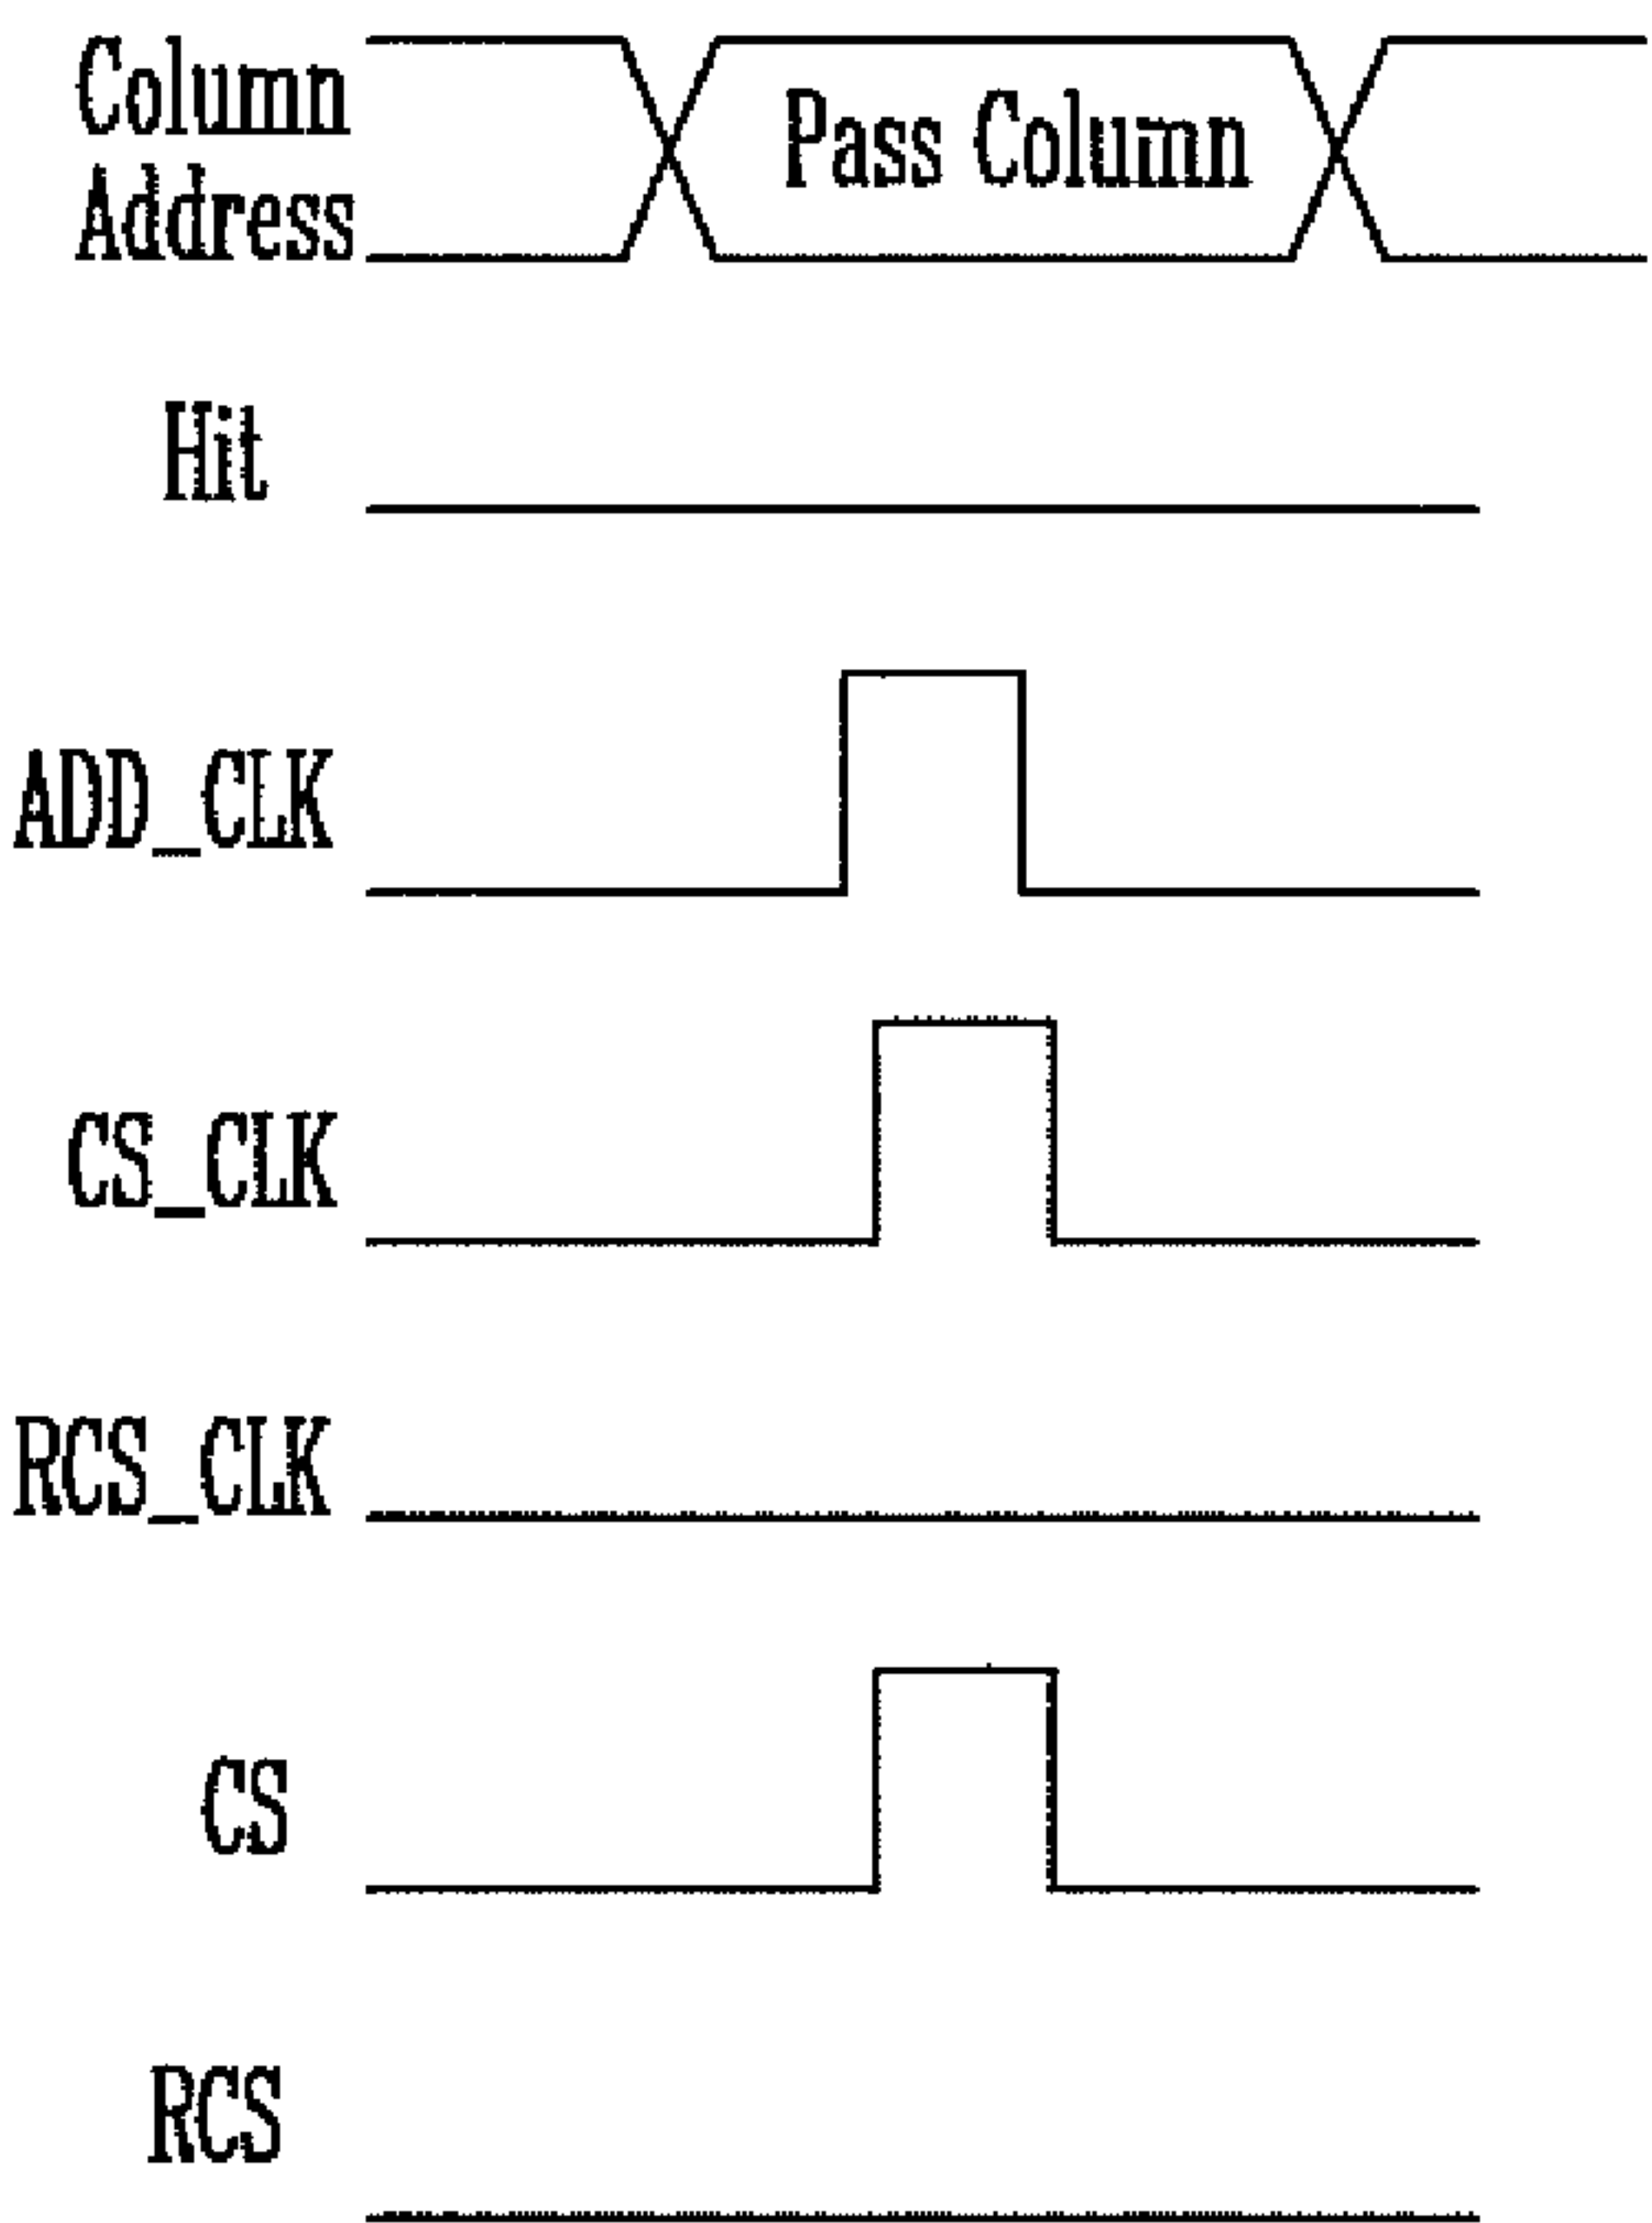 Column
Address
Pass Column
Hit
ADD_CLK
CS_CLK
RCS_CLK
CS
RCS